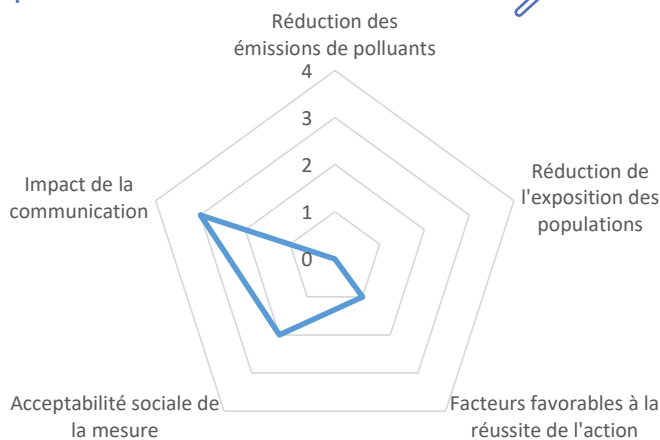 Réduction des
émissions de polluants
4
3
2
1
0
Réduction de
l'exposition des
populations
Facteurs favorables à la
réussite de l'action
Acceptabilité sociale de
la mesure
Impact de la
communication